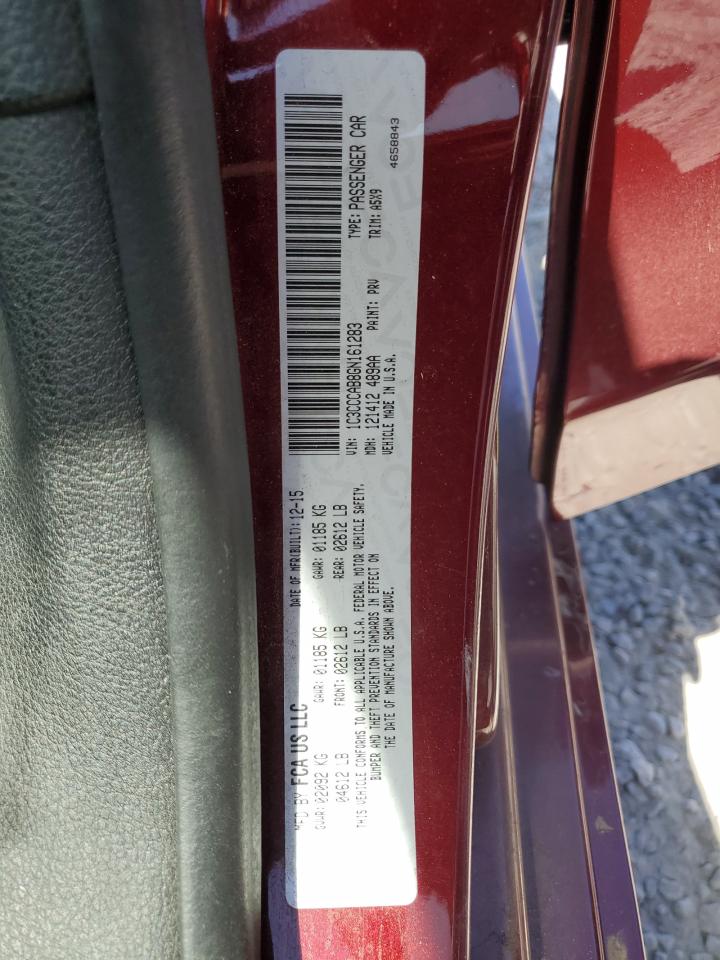 MFD BY FCA US LLC
DATE OF MFR(BUILT): 12-15
GVWR: 02092 KG
GAWR: 01185 KG
GAWR: 01185 KG
04612 LB
FRONT: 02612 LB
REAR: 02612 LB
THIS VEHICLE CONFORMS TO ALL APPLICABLE U.S.A. FEDERAL MOTOR VEHICLE SAFETY,
BUMPER AND THEFT PREVENTION STANDARDS IN EFFECT ON
THE DATE OF MANUFACTURE SHOWN ABOVE.
VIN: 1C3CCCAB8GN161283
TYPE: PASSENGER CAR
MDH: 121412 489AA
PAINT: PRV
TRIM: A5X9
VEHICLE MADE IN U.S.A.
4658843